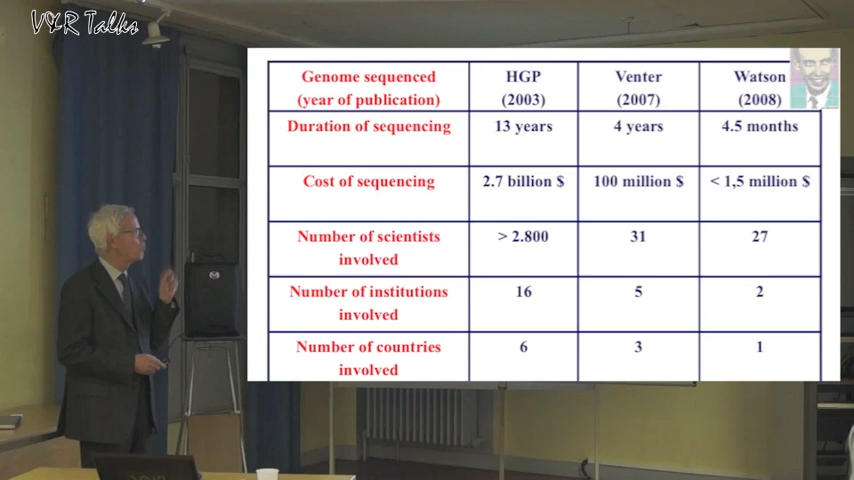 V&R Talks
Genome sequenced HGP Venter Watson
(year of publication) (2003) (2007) (2008)
Duration of sequencing 13 years 4 years 4.5 months
Cost of sequencing 2.7 billion $ 100 million $ < 1,5 million $
Number of scientists > 2.800 31 27
involved
Number of institutions 16 5 2
involved
Number of countries 6 3 1
involved